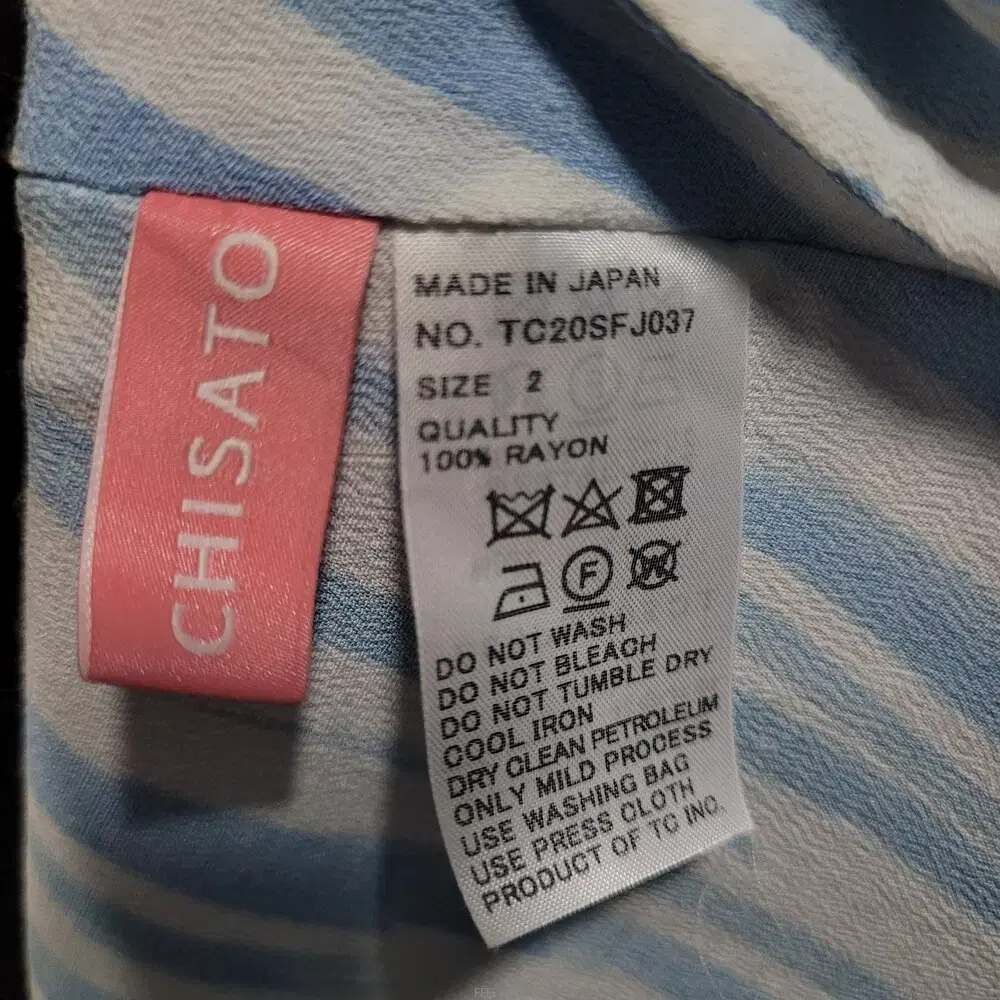 CHISATO
MADE IN JAPAN
NO. TC20SFJ037
SIZE 2
QUALITY
100% RAYON
F
W
DO NOT WASH
DO NOT BLEACH
DO NOT TUMBLE DRY
COOL IRON
DRY CLEAN PETROLEUM
ONLY MILD PROCESS
USE WASHING BAG
USE PRESS CLOTH
PRODUCT OF TC INC.